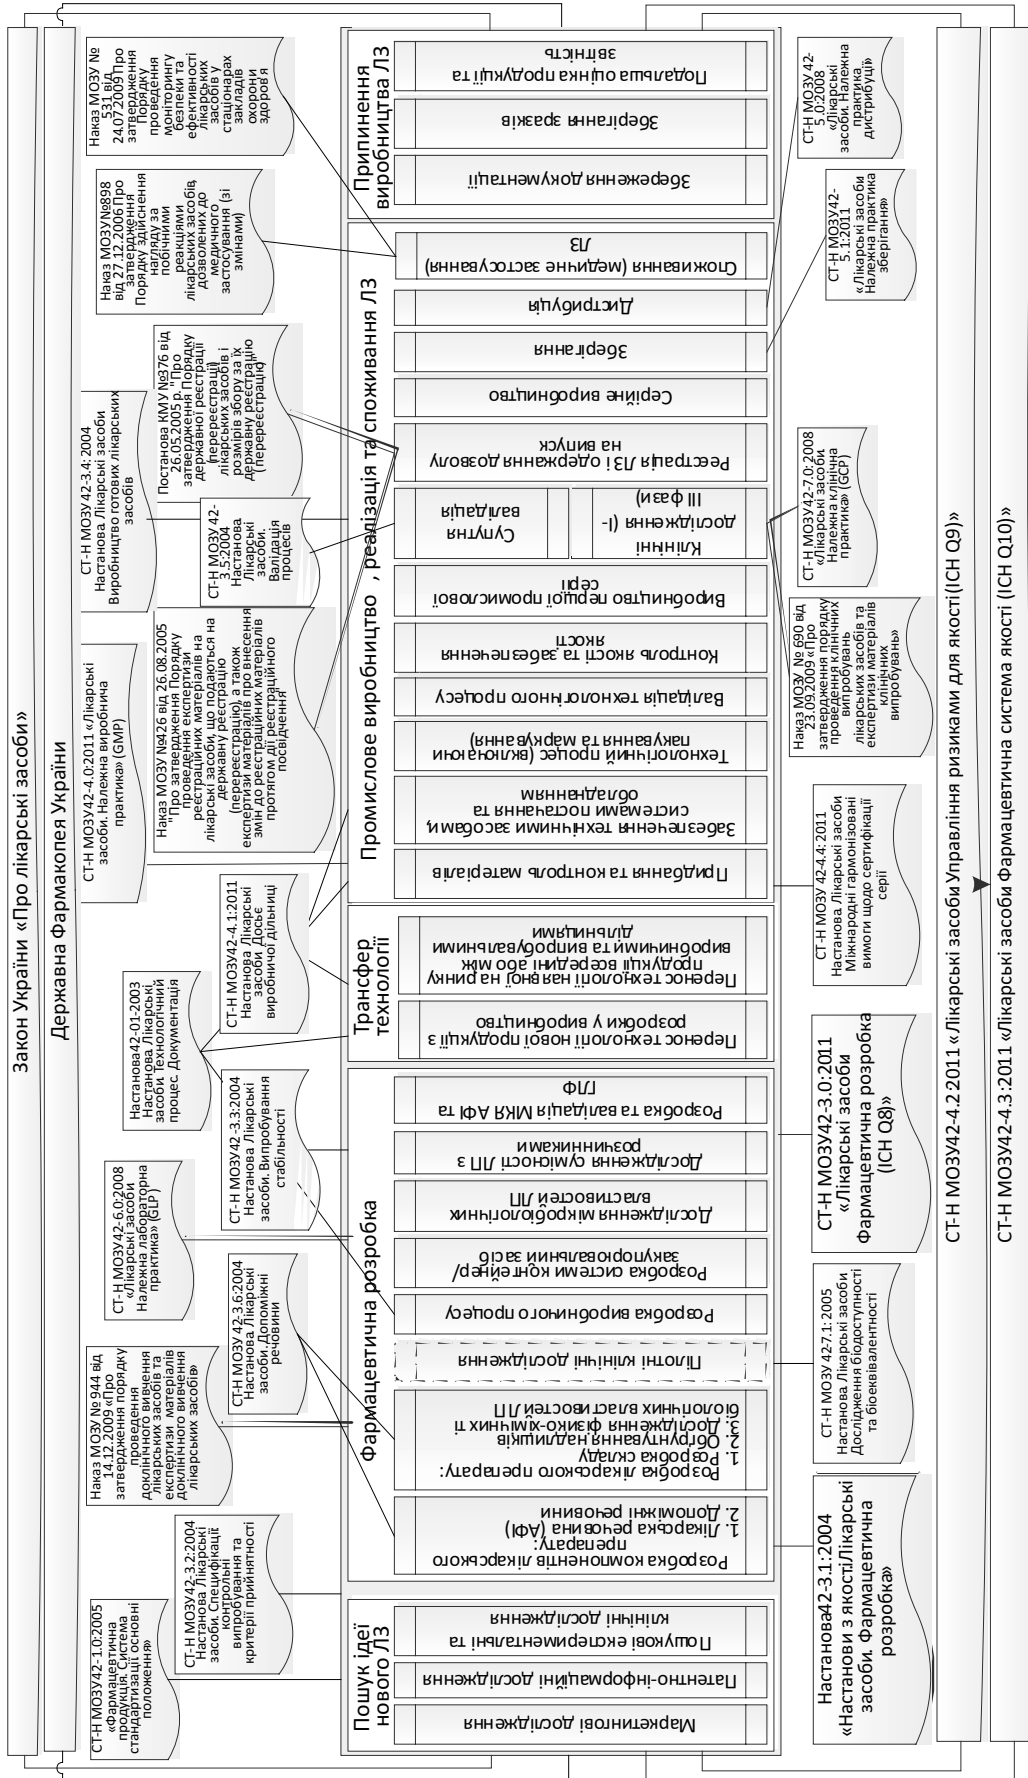 Закон України «Про лікарські засоби»
Державна Фармакопея України
СТ-Н МОЗУ42-1.0:2005
«Фармацевтична
продукція. Система
стандартизації основні
положення»
СТ-Н МОЗУ42-3.2:2004
Настанова Лікарські
засоби. Специфікації:
контрольні
випробування та
критерії прийнятності
Наказ МОЗУ №944 від
14.12.2009 «Про
затвердження порядку
проведення
доклінічного вивчення
лікарських засобів та
експертизи матеріалів
доклінічного вивчення
лікарських засобів»
СТ-Н МОЗУ 42-3.6:2004
Настанова Лікарські
засоби. Допоміжні
речовини
СТ-Н МОЗУ42-6.0:2008
«Лікарські засоби
Належна лабораторна
практика» (GLP)
СТ-Н МОЗУ42-3.3:2004
Настанова Лікарські
засоби. Випробування
стабільності
Настанова42-01-2003
Настанова Лікарські
засоби Технологічний
процес. Документація
СТ-Н МОЗУ42-4.1:2011
Настанова Лікарські
засоби Досьє
виробничої дільниці
СТ-Н МОЗУ42-4.0:2011 «Лікарські
засоби. Належна виробнича
практика» (GMP)
Наказ МОЗУ №426 від 26.08.2005
"Про затвердження Порядку
проведення експертизи
реєстраційних матеріалів на
лікарські засоби, що подаються на
державну реєстрацію
(перереєстрацію), а також
експертизи матеріалів про внесення
змін до реєстраційних матеріалів
протягом дії реєстраційного
посвідчення"
СТ-Н МОЗУ 42-3.4: 2004
Настанова Лікарські засоби
Виробництво готових лікарських
засобів
СТ-Н МОЗУ 42-
3.5:2004
Настанова
Лікарські
засоби.
Валідація
процесів
Постанова КМУ №376 від
26.05.2005 р. "Про
затвердження Порядку
державної реєстрації
(перереєстрації)
лікарських засобів і
розмірів збору за їх
державну реєстрацію
(перереєстрацію)"
Наказ МОЗУ №898
від 27.12.2006 Про
затвердження
Порядку здійснення
нагляду за
побічними
реакціями
лікарських засобів,
дозволених до
медичного
застосування (зі
змінами)
Наказ МОЗУ №
531 від
24.07.2009 Про
затвердження
Порядку
проведення
моніторингу
безпеки та
ефективності
лікарських
засобів у
стаціонарах
закладів
охорони
здоров'я
Пошук ідеї
нового ЛЗ
Маркетингові дослідження
Патентно-інформаційні дослідження
Пошукові експериментальні та
клінічні дослідження
Фармацевтична розробка
Розробка компонентів лікарського
препарату:
1. Лікарська речовина (АФІ)
2. Допоміжні речовини
Розробка лікарського препарату:
1. Розробка складу
2. Обґрунтування надлишків
3. Дослідження фізико-хімічних ті
біологічних властивостей ЛП
Пілотні клінічні дослідження
Розробка виробничого процесу
Розробка системи контейнер/
закупорювальний засіб
Дослідження мікробіологічних
властивостей ЛП
Дослідження сумісності ЛП з
розчинниками
Розробка та валідація МКЯ АФІ та
ГЛФ
Трансфер
технології
Перенос технології нової продукції з
розробки у виробництво
Перенос технології наявної на ринку
продукції всередині або між
виробничими та випробувальними
дільницями
Промислове виробництво , реалізація та споживання ЛЗ
Придбання та контроль матеріалів
Забезпечення технічними засобами,
системами постачання та
обладнанням
Технологічний процес (включаючи
пакування та маркування)
Валідація технологічного процесу
Контроль якості та забезпечення
якості
Виробництво першої промислової
серії
Супутня
валідація
Клінічні
дослідження (I-
III фази)
Реєстрація ЛЗ і одержання дозволу
на випуск
Серійне виробництво
Зберігання
Дистрибуція
Споживання (медичне застосування)
ЛЗ
Припинення
виробництва ЛЗ
Збереження документації
Зберігання зразків
Подальша оцінка продукції та
звітність
Настанова42-3.1:2004
«Настанови з якості.Лікарські
засоби. Фармацевтична
розробка»
СТ-Н МОЗУ 42-7.1: 2005
Настанова Лікарські засоби
Дослідження біодоступності
та біоеквівалентності
СТ-Н МОЗУ42-3.0:2011
«Лікарські засоби
Фармацевтична розробка
(ICH Q8)»
СТ-Н МОЗУ 42-4.4: 2011
Настанова Лікарські засоби
Міжнародні гармонізовані
вимоги щодо сертифікації
серії
Наказ МОЗУ № 690 від
23.09.2009 «Про
затвердження порядку
проведення клінічних
випробувань
лікарських засобів та
експертизи матеріалів
клінічних
випробувань»
СТ-Н МОЗУ42-7.0:2008
«Лікарські засоби.
Належна клінічна
практика» (GCP)
СТ-Н МОЗУ42-
5.1:2011
«Лікарські засоби
Належна практика
зберігання»
СТ-Н МОЗУ 42-
5.0:2008
«Лікарські
засоби. Належна
практика
дистрибуції»
СТ-Н МОЗУ42-4.2:2011 «Лікарські засоби Управління ризиками для якості(ICH Q9)»
СТ-Н МОЗУ42-4.3:2011 «Лікарські засоби Фармацевтична система якості (ICH Q10)»